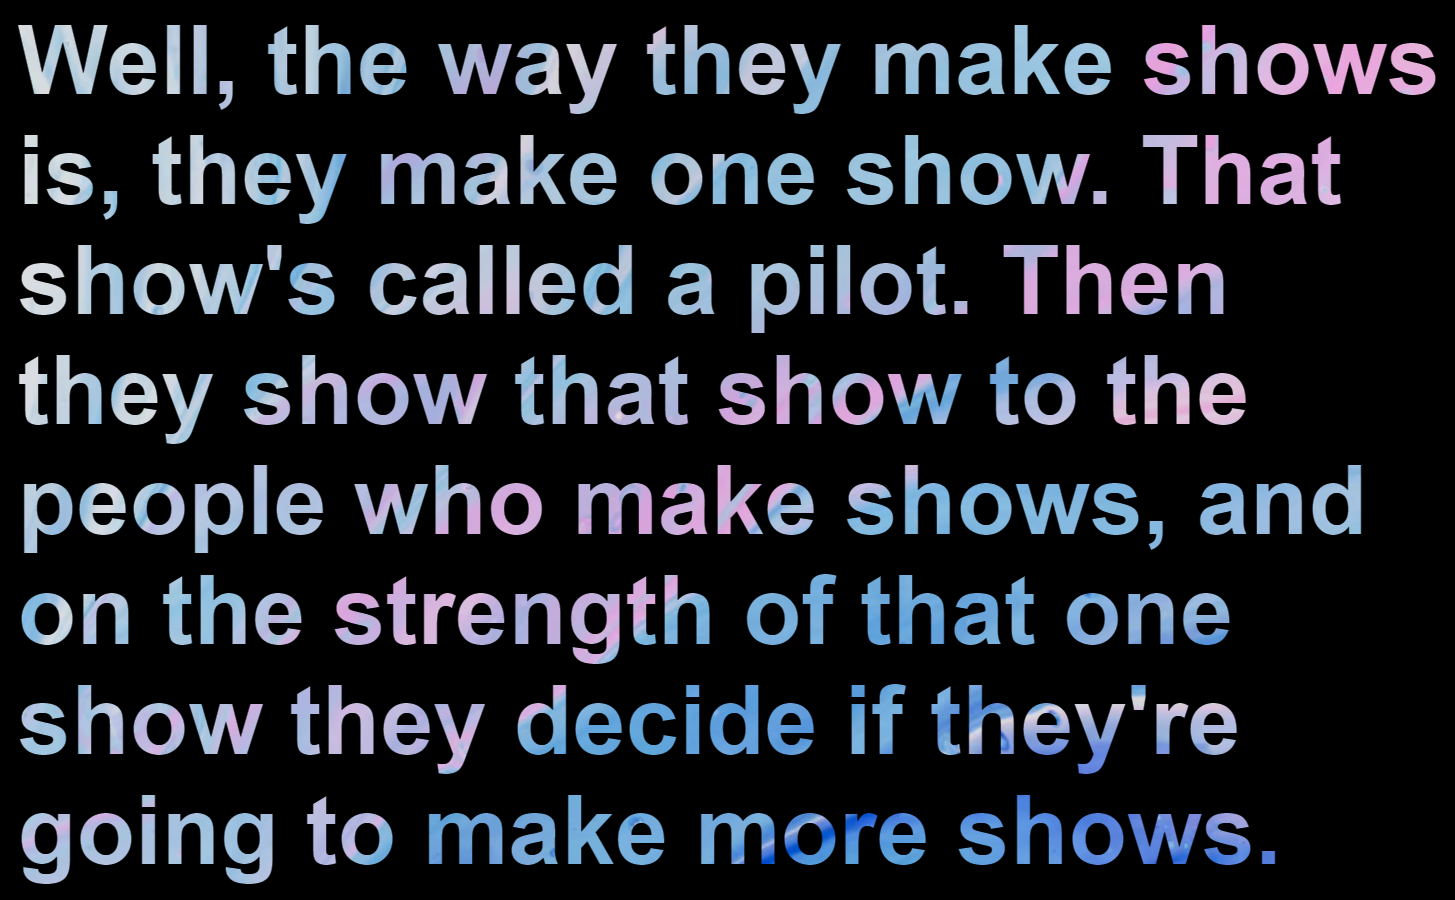 Well, the way they make shows
is, they make one show. That
show's called a pilot. Then
they show that show to the
people who make shows, and
on the strength of that one
show they decide if they're
going to make more shows.